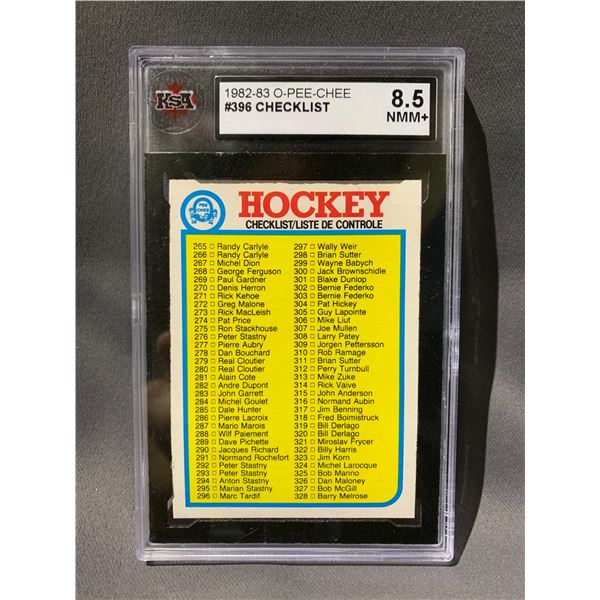 KSA
1982-83 O-PEE-CHEE
#396 CHECKLIST
8.5
NMM+
O PEE CHEE
HOCKEY
CHECKLIST/LISTE DE CONTROLE
265 □ Randy Carlyle
266 □ Randy Carlyle
267 □ Michel Dion
268 □ George Ferguson
269 □ Paul Gardner
270 □ Denis Herron
271 □ Rick Kehoe
272 □ Greg Malone
273 □ Rick MacLeish
274 □ Pat Price
275 □ Ron Stackhouse
276 □ Peter Stastny
277 □ Pierre Aubry
278 □ Dan Bouchard
279 □ Real Cloutier
280 □ Real Cloutier
281 □ Alain Cote
282 □ Andre Dupont
283 □ John Garrett
284 □ Michel Goulet
285 □ Dale Hunter
286 □ Pierre Lacroix
287 □ Mario Marois
288 □ Wilf Paiement
289 □ Dave Pichette
290 □ Jacques Richard
291 □ Normand Rochefort
292 □ Peter Stastny
293 □ Peter Stastny
294 □ Anton Stastny
295 □ Marian Stastny
296 □ Marc Tardif
297 □ Wally Weir
298 □ Brian Sutter
299 □ Wayne Babych
300 □ Jack Brownschidle
301 □ Blake Dunlop
302 □ Bernie Federko
303 □ Bernie Federko
304 □ Pat Hickey
305 □ Guy Lapointe
306 □ Mike Liut
307 □ Joe Mullen
308 □ Larry Patey
309 □ Jorgen Pettersson
310 □ Rob Ramage
311 □ Brian Sutter
312 □ Perry Turnbull
313 □ Mike Zuke
314 □ Rick Vaive
315 □ John Anderson
316 □ Normand Aubin
317 □ Jim Benning
318 □ Fred Boimistruck
319 □ Bill Derlago
320 □ Bill Derlago
321 □ Miroslav Frycer
322 □ Billy Harris
323 □ Jim Korn
324 □ Michel Larocque
325 □ Bob Manno
326 □ Dan Maloney
327 □ Bob McGill
328 □ Barry Melrose